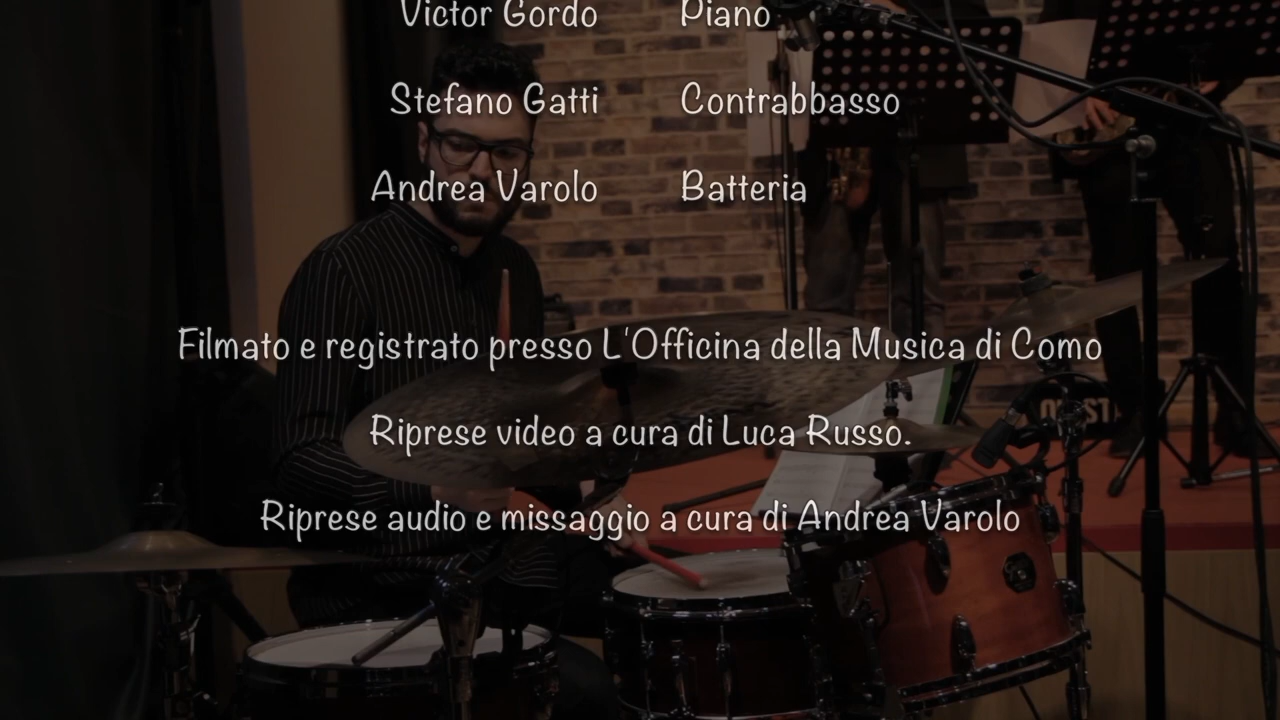 Victor Gordo Piano
Stefano Gatti Contrabbasso
Andrea Varolo Batteria
Filmato e registrato presso L'Officina della Musica di Como
Riprese video a cura di Luca Russo.
Riprese audio e missaggio a cura di Andrea Varolo